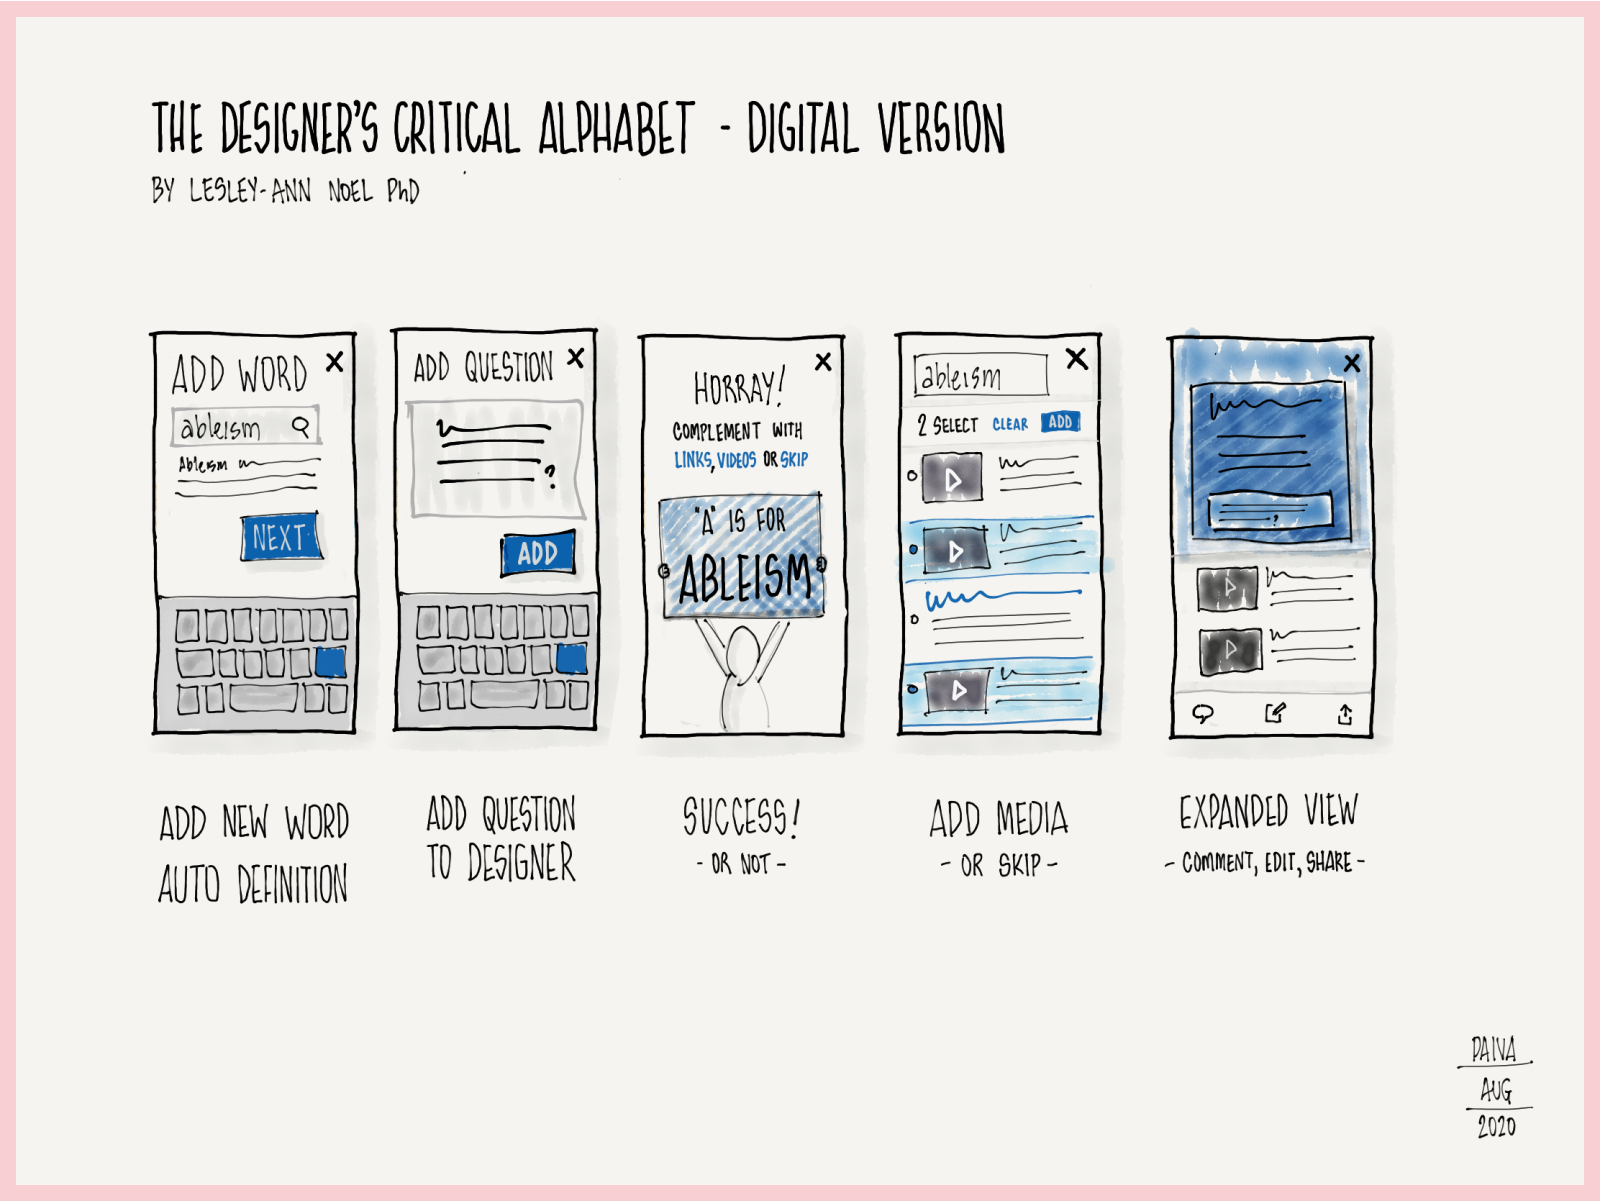 THE DESIGNER'S CRITICAL ALPHABET - DIGITAL VERSION
BY LESLEY-ANN NOEL PhD
ADD WORD X
ableism
Ableism
NEXT
ADD QUESTION X
?
ADD
X
HORRAY!
COMPLEMENT WITH
LINKS, VIDEOS OR SKIP
"A" IS FOR
ABLEISM
ableism X
2 SELECT CLEAR ADD
X
?
ADD NEW WORD
AUTO DEFINITION
ADD QUESTION
TO DESIGNER
SUCCESS!
- OR NOT -
ADD MEDIA
- OR SKIP -
EXPANDED VIEW
- COMMENT, EDIT, SHARE -
PAIVA
AUG
2020